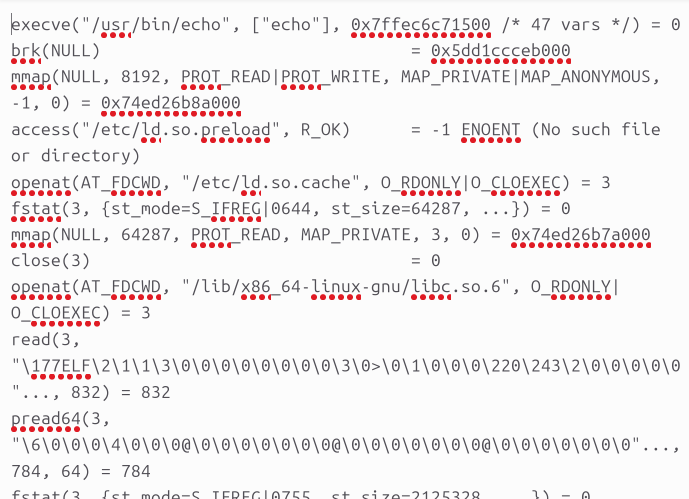 execve("/usr/bin/echo", ["echo"], 0x7ffec6c71500 /* 47 vars */) = 0
brk(NULL)                               = 0x5dd1ccceb000
mmap(NULL, 8192, PROT_READ|PROT_WRITE, MAP_PRIVATE|MAP_ANONYMOUS,
-1, 0) = 0x74ed26b8a000
access("/etc/ld.so.preload", R_OK)      = -1 ENOENT (No such file
or directory)
openat(AT_FDCWD, "/etc/ld.so.cache", O_RDONLY|O_CLOEXEC) = 3
fstat(3, {st_mode=S_IFREG|0644, st_size=64287, ...}) = 0
mmap(NULL, 64287, PROT_READ, MAP_PRIVATE, 3, 0) = 0x74ed26b7a000
close(3)                                = 0
openat(AT_FDCWD, "/lib/x86_64-linux-gnu/libc.so.6", O_RDONLY|
O_CLOEXEC) = 3
read(3,
"\177ELF\2\1\1\3\0\0\0\0\0\0\0\0\3\0>\0\1\0\0\0\220\243\2\0\0\0\0\0
"..., 832) = 832
pread64(3,
"\6\0\0\0\4\0\0\0@\0\0\0\0\0\0\0@\0\0\0\0\0\0\0@\0\0\0\0\0\0\0"...,
784, 64) = 784
fstat(3, {st_mode=S_IFREG|0755, st_size=2125328, ...}) = 0